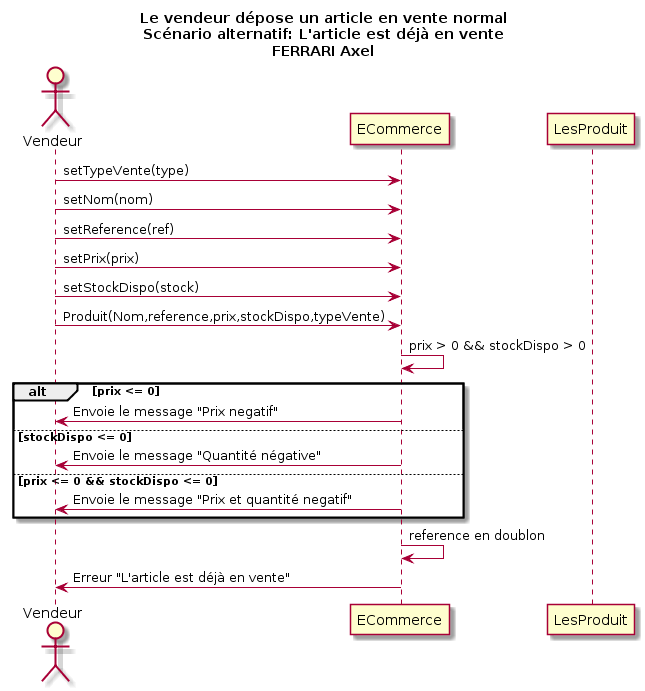 Le vendeur dépose un article en vente normal
Scénario alternatif: L'article est déjà en vente
FERRARI Axel
Vendeur
ECommerce
LesProduit
setTypeVente(type)
setNom(nom)
setReference(ref)
setPrix(prix)
setStockDispo(stock)
Produit(Nom,reference,prix,stockDispo,typeVente)
prix > 0 && stockDispo > 0
alt
[prix <= 0]
Envoie le message "Prix negatif"
[stockDispo <= 0]
Envoie le message "Quantité négative"
[prix <= 0 && stockDispo <= 0]
Envoie le message "Prix et quantité negatif"
reference en doublon
Erreur "L'article est déjà en vente"
Vendeur
ECommerce
LesProduit